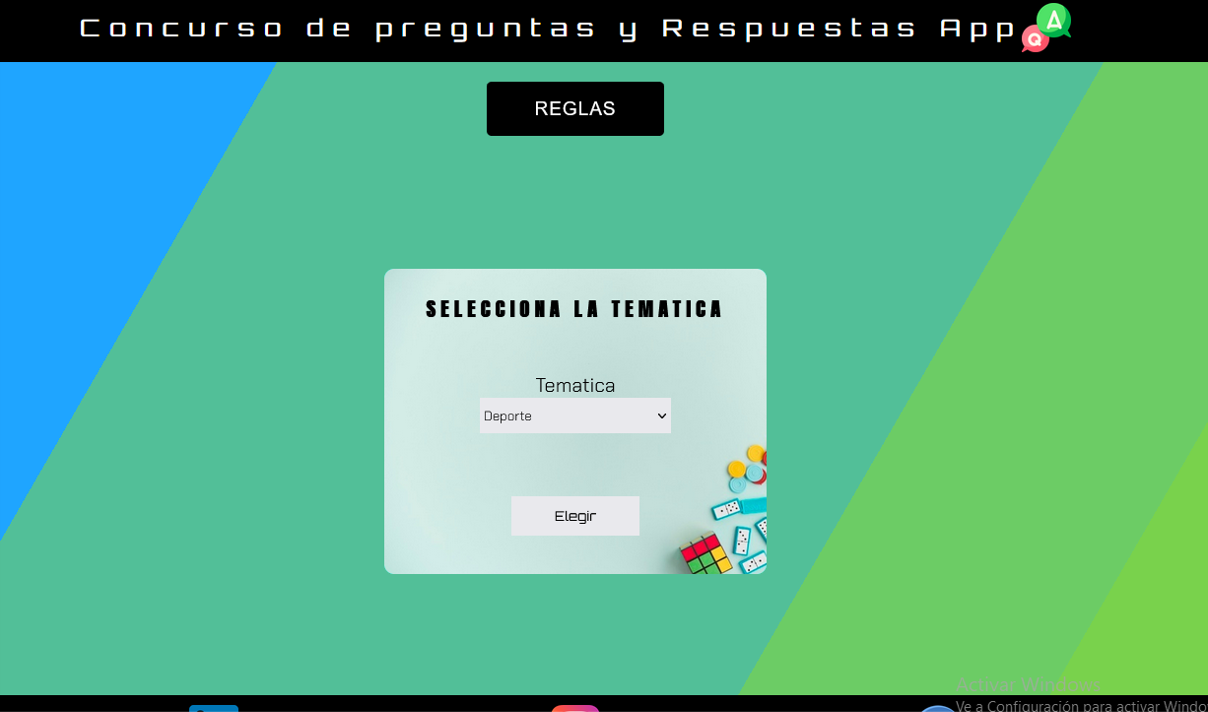 Concurso de preguntas y Respuestas App
A
Q
REGLAS
SELECCIONA LA TEMATICA
Tematica
Deporte
Elegir
Activar Windows
Ve a Configuración para activar Windo